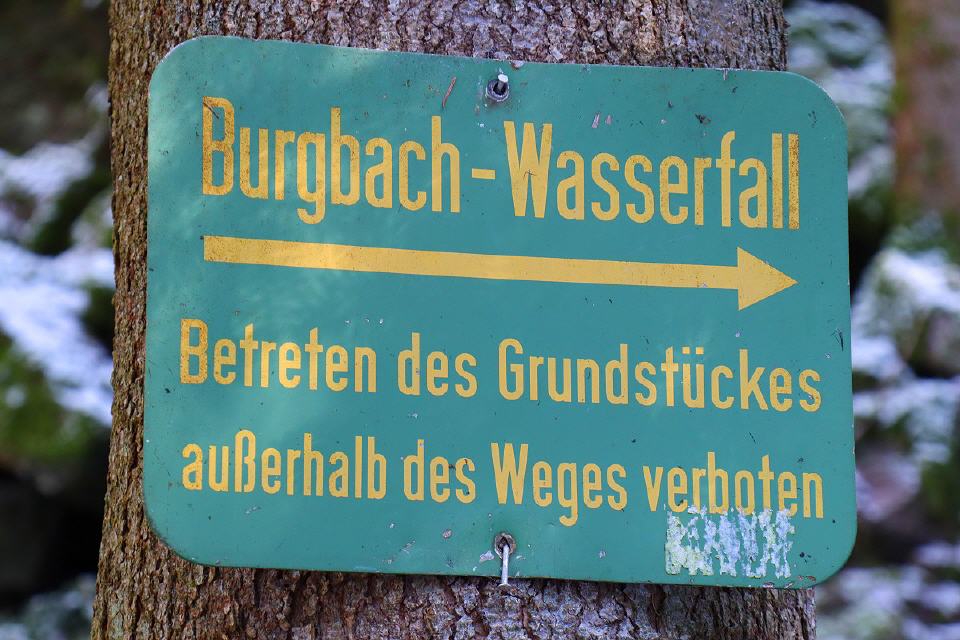 Burgbach-Wasserfall
Betreten des Grundstückes
außerhalb des Weges verboten